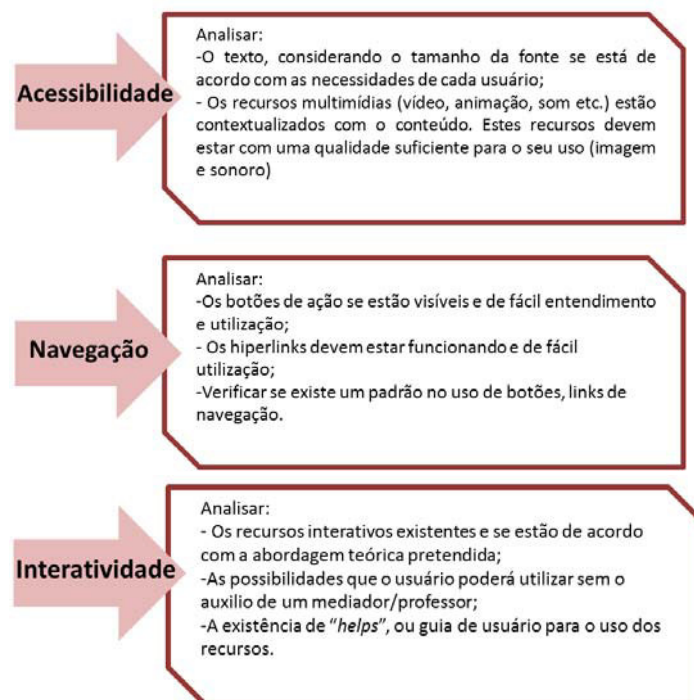 Acessibilidade
Analisar:
-O texto, considerando o tamanho da fonte se está de
acordo com as necessidades de cada usuário;
- Os recursos multimídias (vídeo, animação, som etc.) estão
contextualizados com o conteúdo. Estes recursos devem
estar com uma qualidade suficiente para o seu uso (imagem
e sonoro)
Navegação
Analisar:
-Os botões de ação se estão visíveis e de fácil entendimento
e utilização;
- Os hiperlinks devem estar funcionando e de fácil
utilização;
-Verificar se existe um padrão no uso de botões, links de
navegação.
Interatividade
Analisar:
- Os recursos interativos existentes e se estão de acordo
com a abordagem teórica pretendida;
-As possibilidades que o usuário poderá utilizar sem o
auxilio de um mediador/professor;
-A existência de “helps”, ou guia de usuário para o uso dos
recursos.